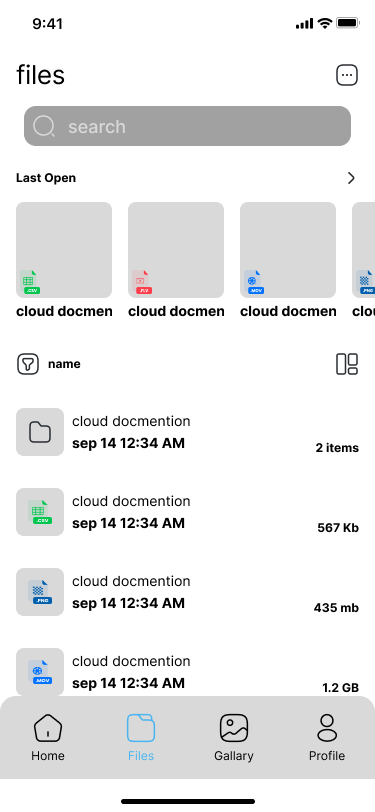 9:41
files
search
Last Open
.CSV
.FLV
.MOV
.PNG
cloud docmen
cloud docmen
cloud docmen
clou
name
cloud docmention
sep 14 12:34 AM
2 items
cloud docmention
.CSV
sep 14 12:34 AM
567 Kb
cloud docmention
.PNG
sep 14 12:34 AM
435 mb
cloud docmention
.MOV
sep 14 12:34 AM
1.2 GB
Home
Files
Gallary
Profile